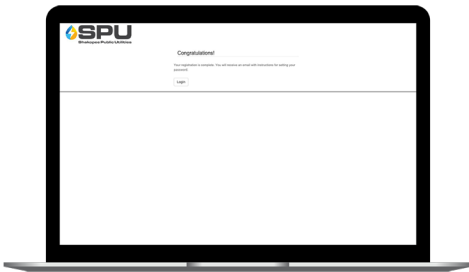 SPU
Shakopee Public Utilities
Congratulations!
Your registration is complete. You will receive an email with instructions for setting your
password!
Login